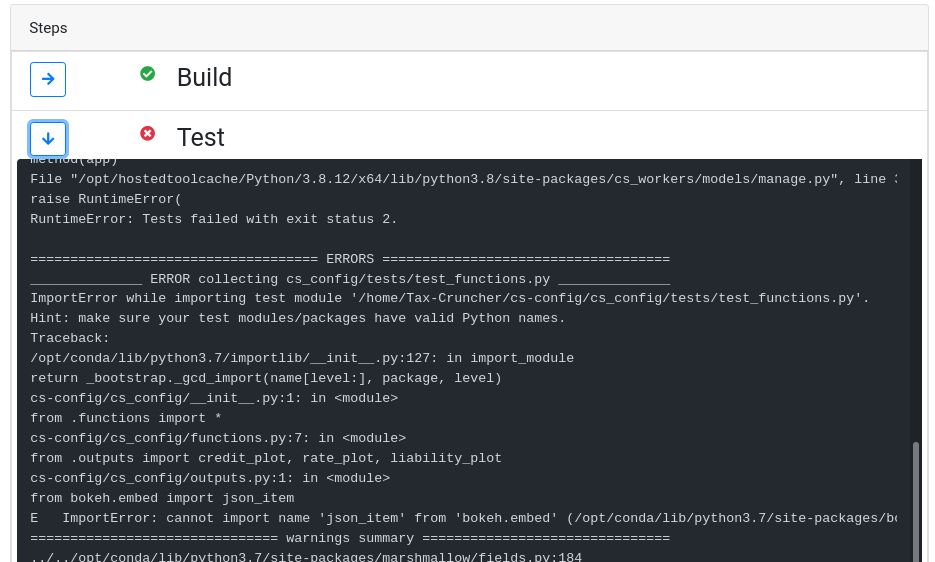 Steps
Build
Test
method(app)
File "/opt/hostedtoolcache/Python/3.8.12/x64/lib/python3.8/site-packages/cs_workers/models/manage.py", line
raise RuntimeError(
RuntimeError: Tests failed with exit status 2.
==================================== ERRORS ====================================
______________ ERROR collecting cs_config/tests/test_functions.py ______________
ImportError while importing test module '/home/Tax-Cruncher/cs-config/cs_config/tests/test_functions.py'.
Hint: make sure your test modules/packages have valid Python names.
Traceback:
/opt/conda/lib/python3.7/importlib/__init__.py:127: in import_module
return _bootstrap._gcd_import(name[level:], package, level)
cs-config/cs_config/__init__.py:1: in <module>
from .functions import *
cs-config/cs_config/functions.py:7: in <module>
from .outputs import credit_plot, rate_plot, liability_plot
cs-config/cs_config/outputs.py:1: in <module>
from bokeh.embed import json_item
E   ImportError: cannot import name 'json_item' from 'bokeh.embed' (/opt/conda/lib/python3.7/site-packages/
=============================== warnings summary ===============================
../../opt/conda/lib/python3.7/site-packages/marshmallow/fields.py:184